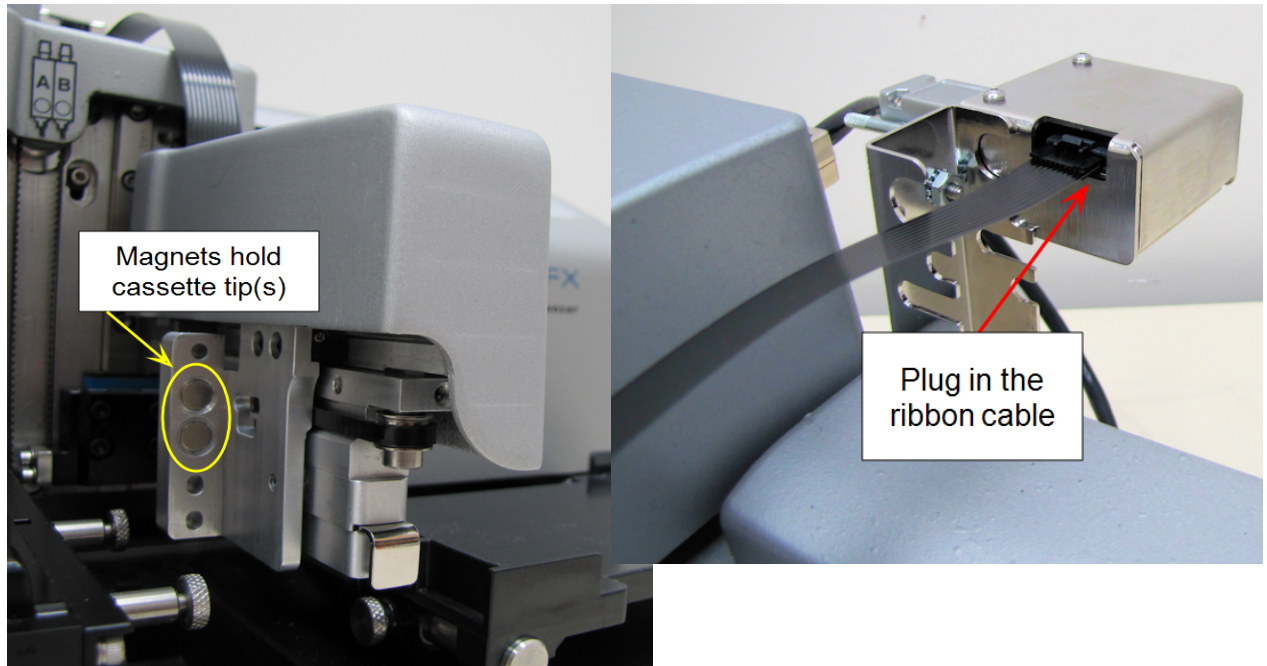 A B
Magnets hold
cassette tip(s)
FX
Plug in the
ribbon cable